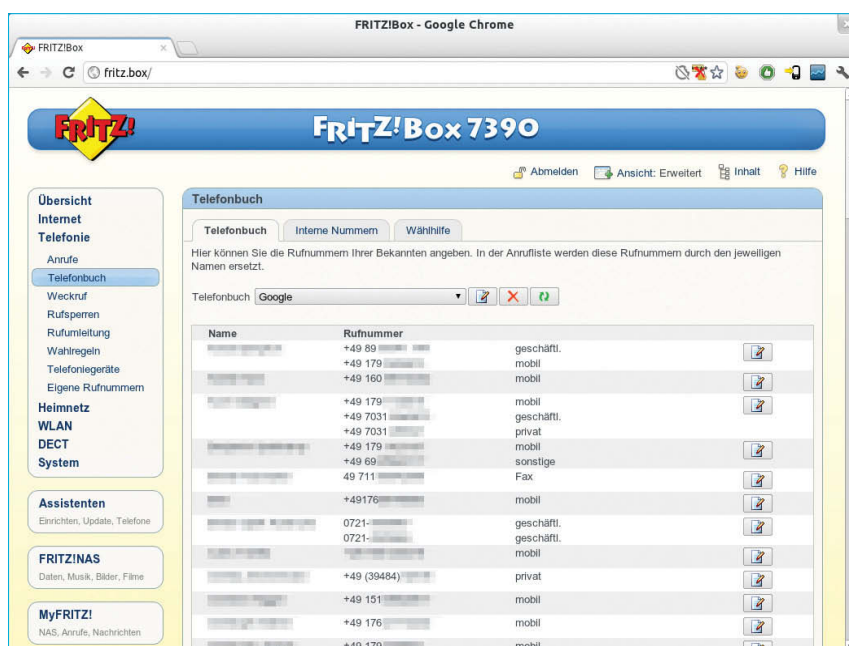 FRITZ!Box - Google Chrome
FRITZ!Box
fritz.box/
FRITZ!
FRITZ!Box 7390
Abmelden Ansicht: Erweitert Inhalt Hilfe
Übersicht
Internet
Telefonie
Anrufe
Telefonbuch
Weckruf
Rufsperren
Rufumleitung
Wahlregeln
Telefoniegeräte
Eigene Rufnummern
Heimnetz
WLAN
DECT
System
Assistenten
Einrichten, Update, Telefone
FRITZ!NAS
Daten, Musik, Bilder, Filme
MyFRITZ!
NAS, Anrufe, Nachrichten
Telefonbuch
Telefonbuch Interne Nummern Wählhilfe
Hier können Sie die Rufnummern Ihrer Bekannten angeben. In der Anrufliste werden diese Rufnummern durch den jeweiligen
Namen ersetzt.
Telefonbuch Google
Name Rufnummer
+49 89 geschäftl.
+49 179 mobil
+49 160 mobil
+49 179 mobil
+49 7031 geschäftl.
+49 7031 privat
+49 179 mobil
+49 69 sonstige
49 711 Fax
+49176 mobil
0721- geschäftl.
0721- geschäftl.
mobil
+49 (39484) privat
+49 151 mobil
+49 176 mobil
+49 179 mobil